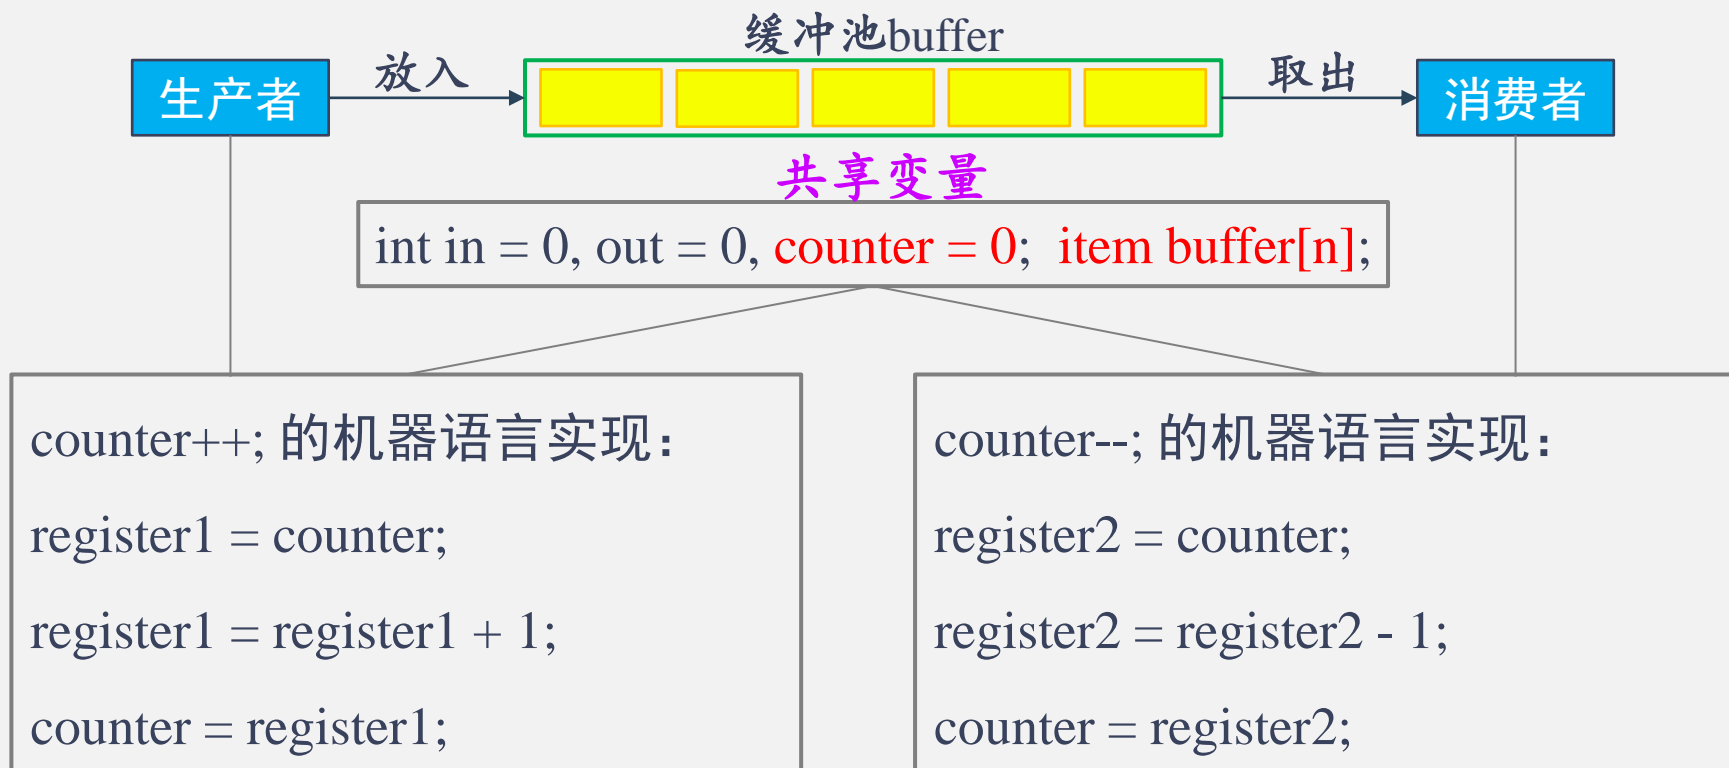 缓冲池buffer
生产者
放入
取出
消费者
共享变量
int in = 0, out = 0, counter = 0;  item buffer[n];
counter++; 的机器语言实现：
register1 = counter;
register1 = register1 + 1;
counter = register1;
counter--; 的机器语言实现：
register2 = counter;
register2 = register2 - 1;
counter = register2;